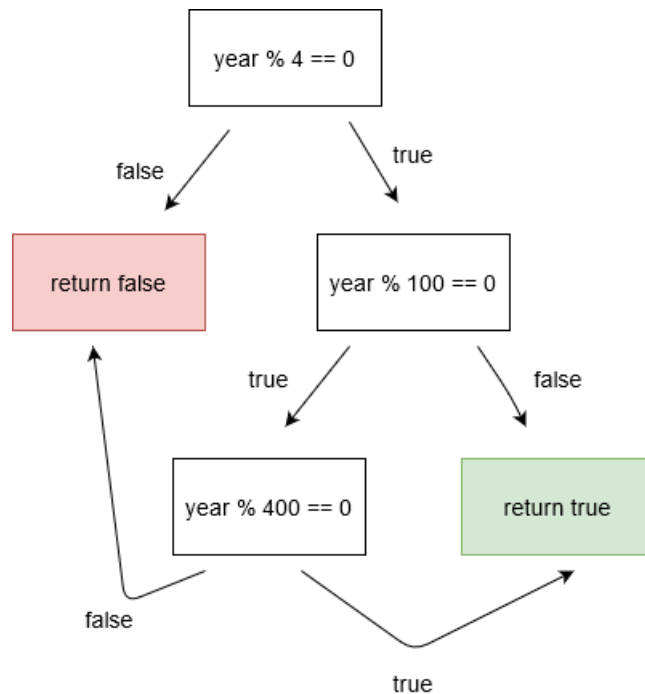 year % 4 == 0
false
true
return false
year % 100 == 0
true
false
year % 400 == 0
return true
false
true